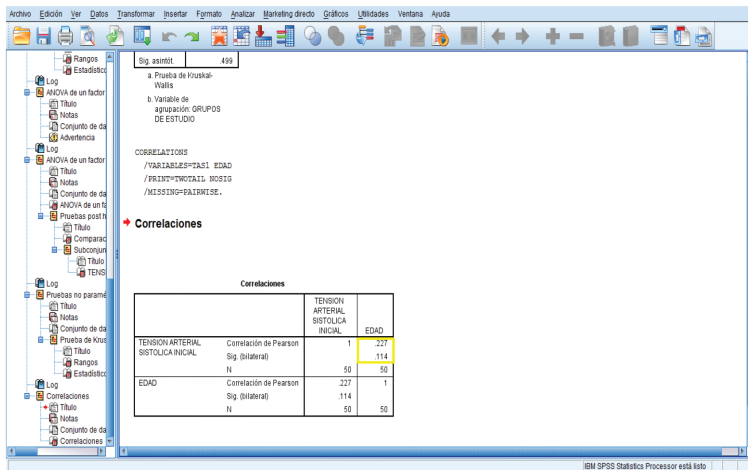 Archivo Edición Ver Datos Transformar Insertar Formato Analizar Marketing directo Gráficos Utilidades Ventana Ayuda
Rangos
Estadístic
Log
ANOVA de un factor
Título
Notas
Conjunto de da
Advertencia
Log
ANOVA de un factor
Título
Notas
Conjunto de da
ANOVA de un fa
Pruebas post h
Título
Comparac
Subconjun
Título
TENS
Log
Pruebas no paramé
Título
Notas
Conjunto de da
Prueba de Krus
Título
Rangos
Estadístic
Log
Correlaciones
Título
Notas
Conjunto de da
Correlaciones
Sig. asintót. .499
a. Prueba de Kruskal-
Wallis
b. Variable de
agrupación: GRUPOS
DE ESTUDIO
CORRELATIONS
/VARIABLES=TAS1 EDAD
/PRINT=TWOTAIL NOSIG
/MISSING=PAIRWISE.
Correlaciones
Correlaciones
TENSION
ARTERIAL
SISTOLICA
INICIAL EDAD
TENSION ARTERIAL Correlación de Pearson 1 .227
SISTOLICA INICIAL Sig. (bilateral) .114
N 50 50
EDAD Correlación de Pearson .227 1
Sig. (bilateral) .114
N 50 50
IBM SPSS Statistics Processor está listo